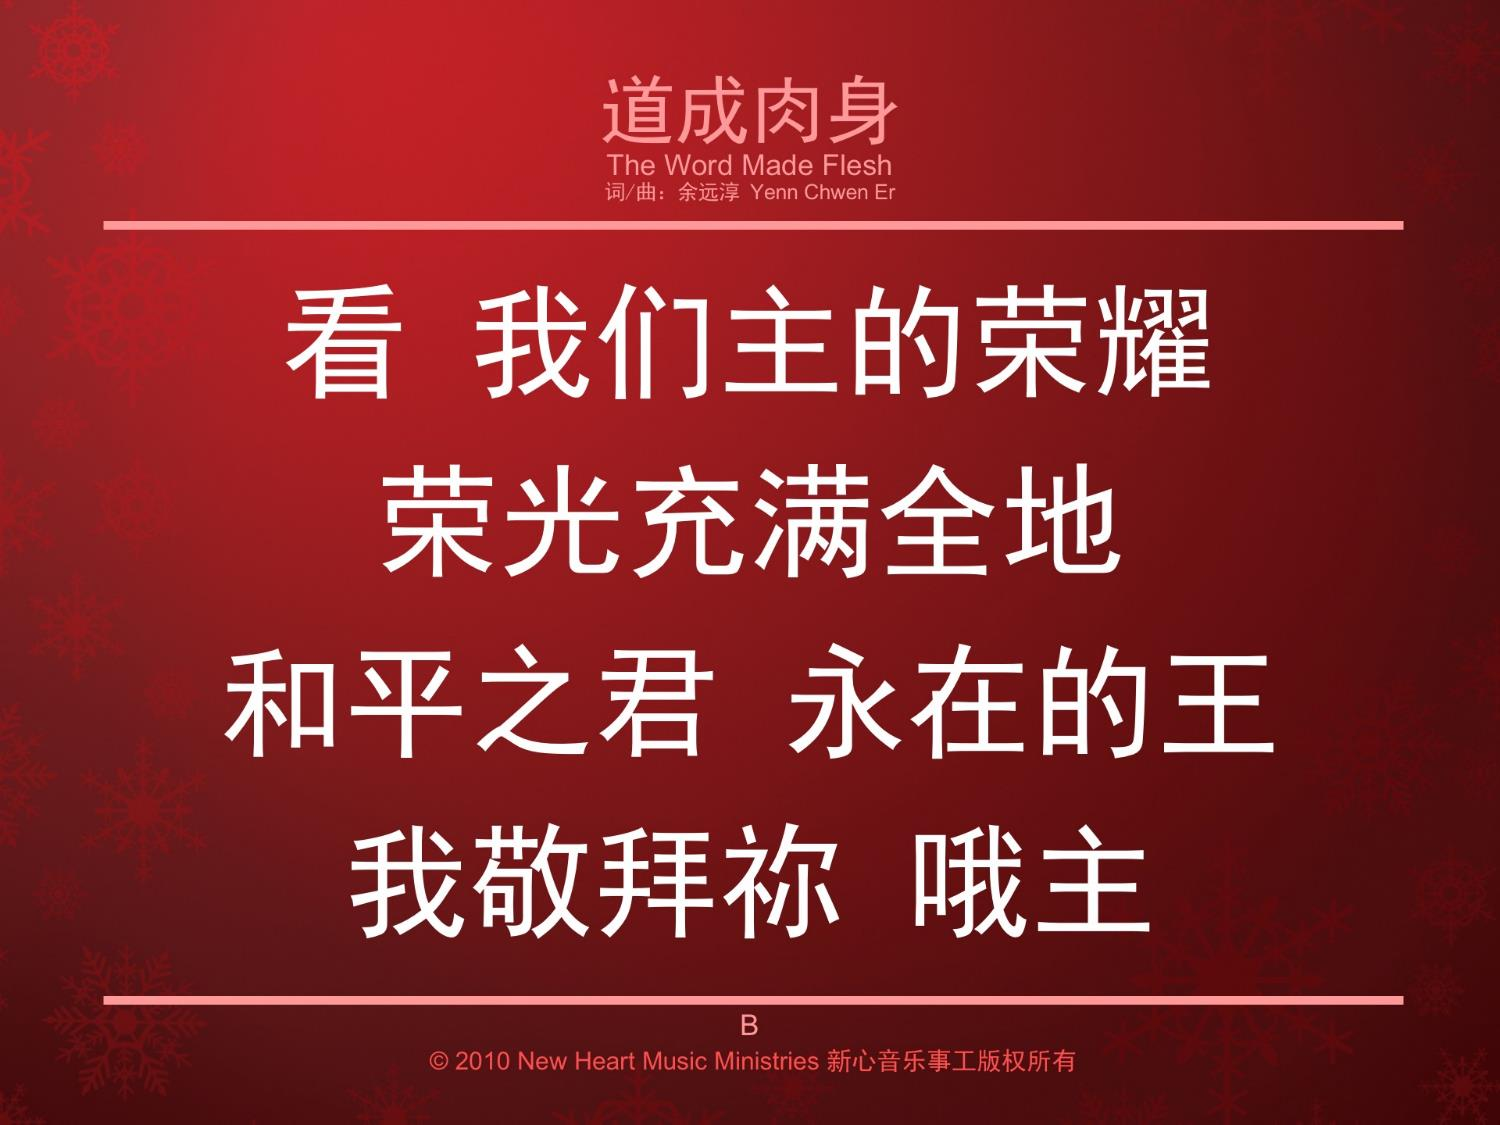 道成肉身
The Word Made Flesh
词/曲：余远淳 Yenn Chwen Er
看 我们主的荣耀
荣光充满全地
和平之君 永在的王
我敬拜祢 哦主
B
© 2010 New Heart Music Ministries 新心音乐事工版权所有